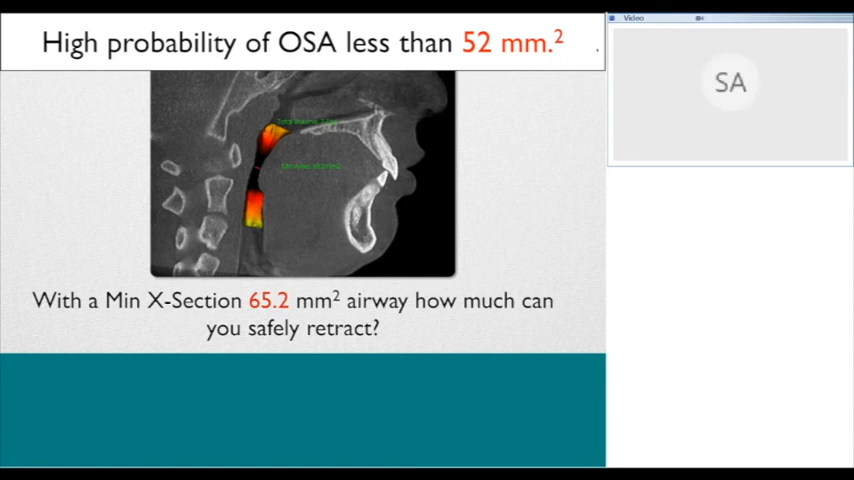 High probability of OSA less than 52 mm.²
Video
SA
With a Min X-Section 65.2 mm² airway how much can
you safely retract?